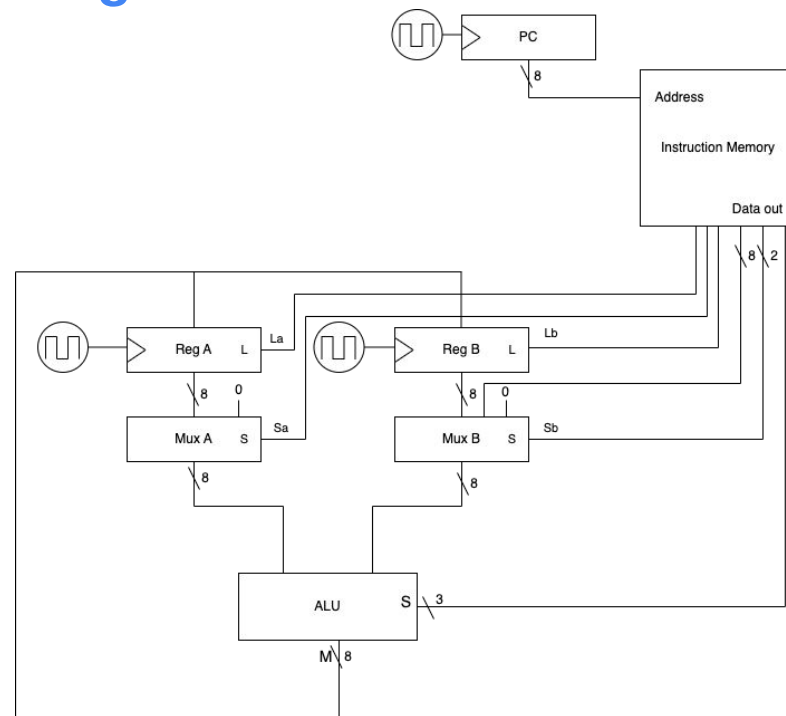 g
PC
8
Address
Instruction Memory
Data out
8 2
La
Lb
Reg A L
Reg B L
8 0
8 0
Sa
Sb
Mux A S
Mux B S
8
8
ALU S 3
M 8